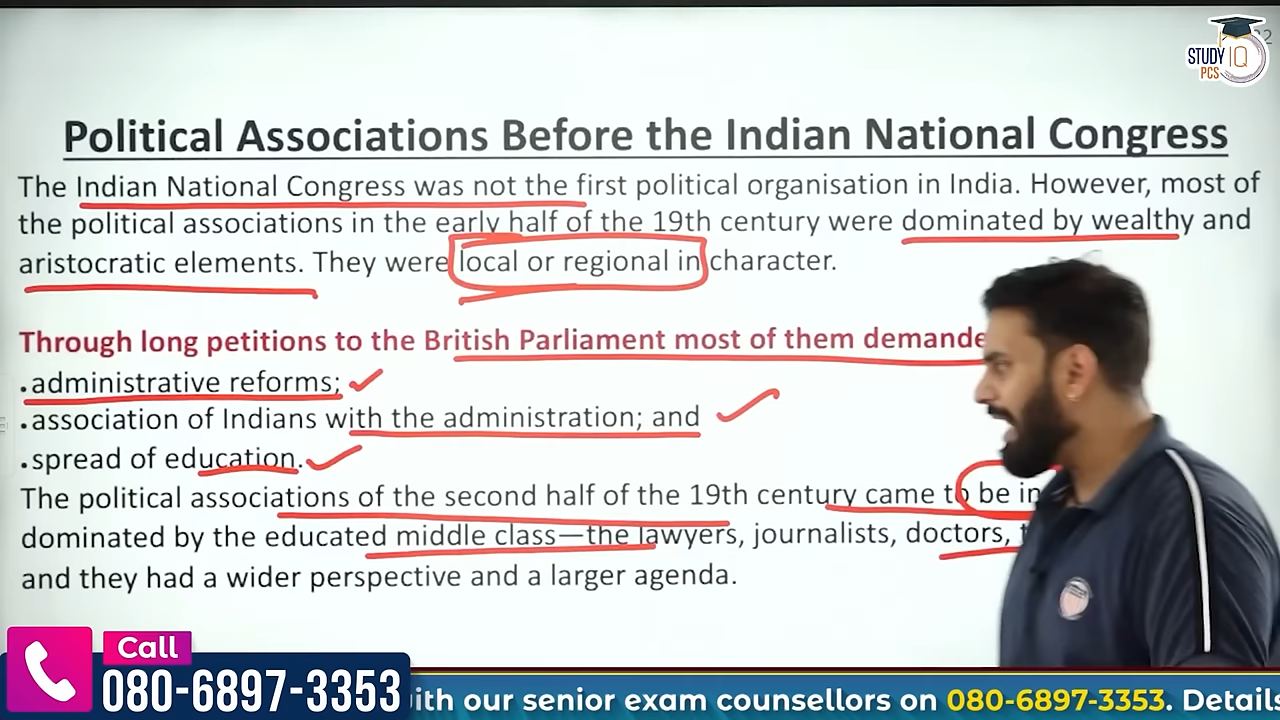 STUDY IQ
PCS
Political Associations Before the Indian National Congress
The Indian National Congress was not the first political organisation in India. However, most of
the political associations in the early half of the 19th century were dominated by wealthy and
aristocratic elements. They were local or regional in character.
Through long petitions to the British Parliament most of them demande
.administrative reforms;
.association of Indians with the administration; and
.spread of education.
The political associations of the second half of the 19th century came to be in
dominated by the educated middle class—the lawyers, journalists, doctors,
and they had a wider perspective and a larger agenda.
Call
080-6897-3353
ith our senior exam counsellors on 080-6897-3353. Details